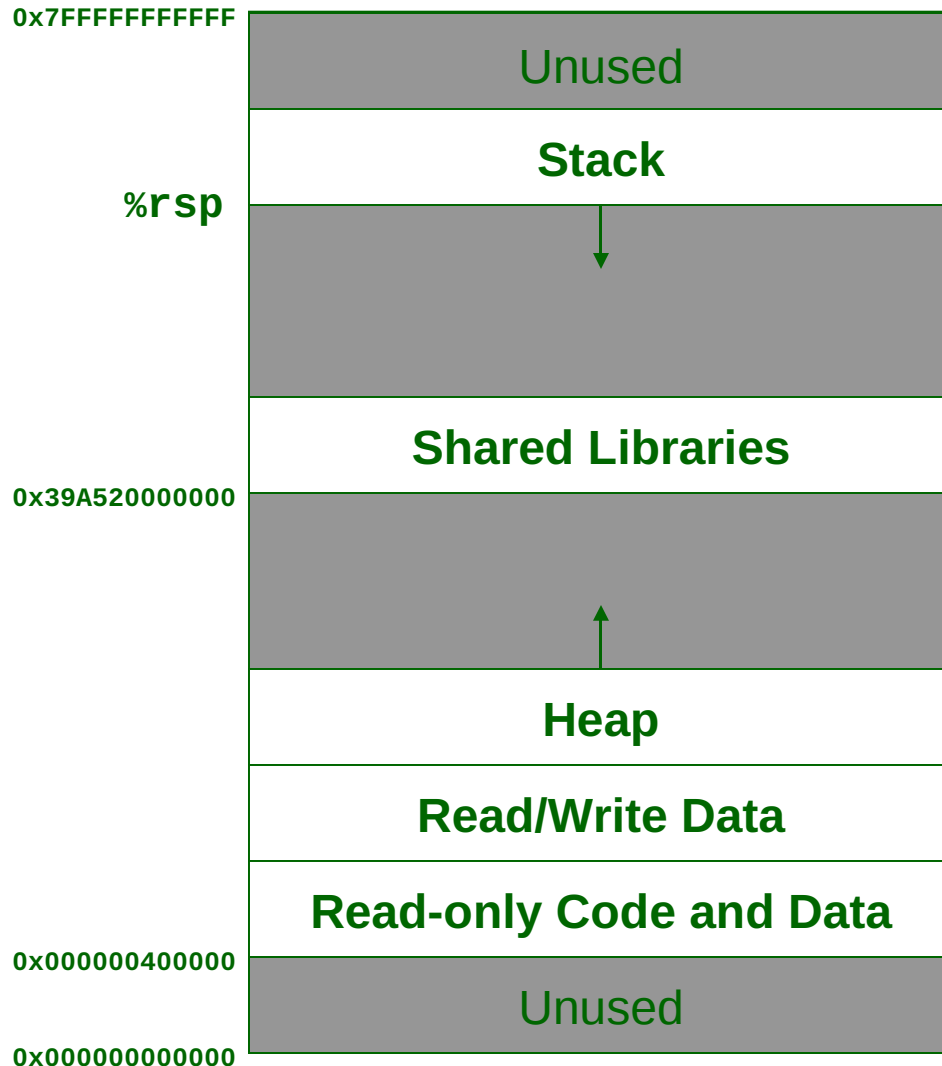 0x7FFFFFFFFFFF
Unused
Stack
%rsp
Shared Libraries
0x39A520000000
Heap
Read/Write Data
Read-only Code and Data
0x000000400000
Unused
0x000000000000